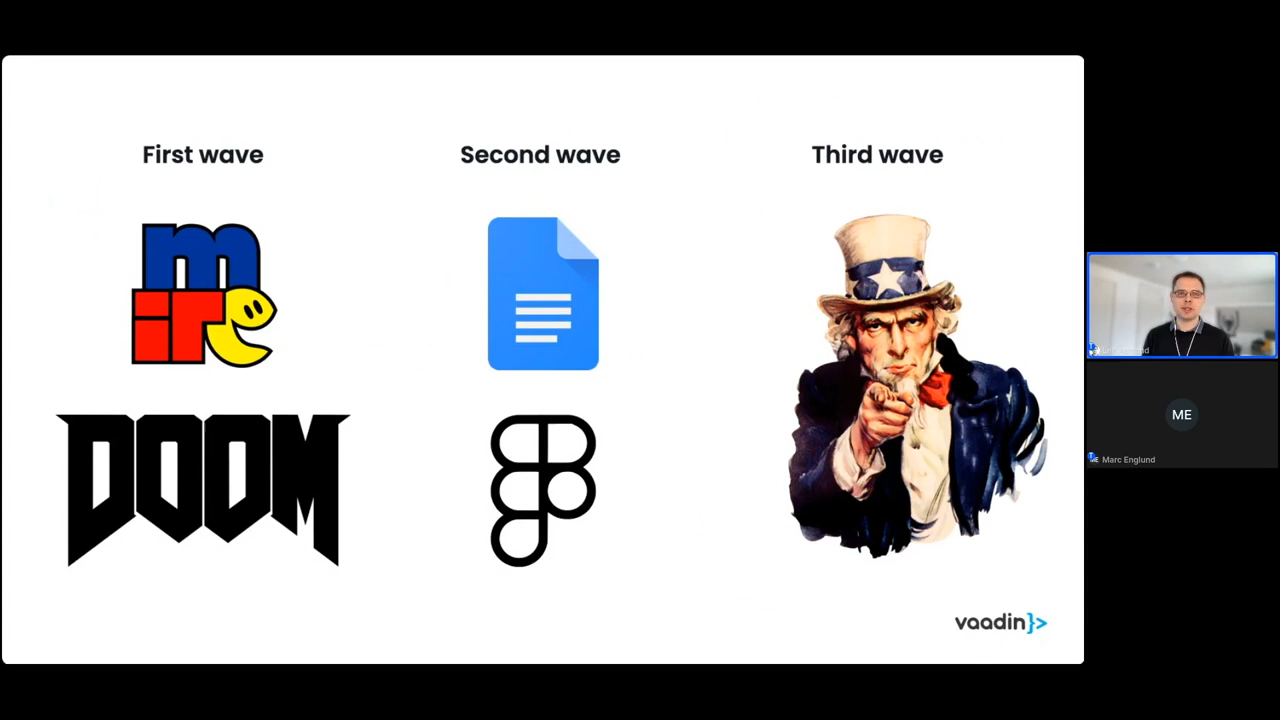 First wave
Second wave
Third wave
mirc
DOOM
vaadin}>
ME
Marc Englund